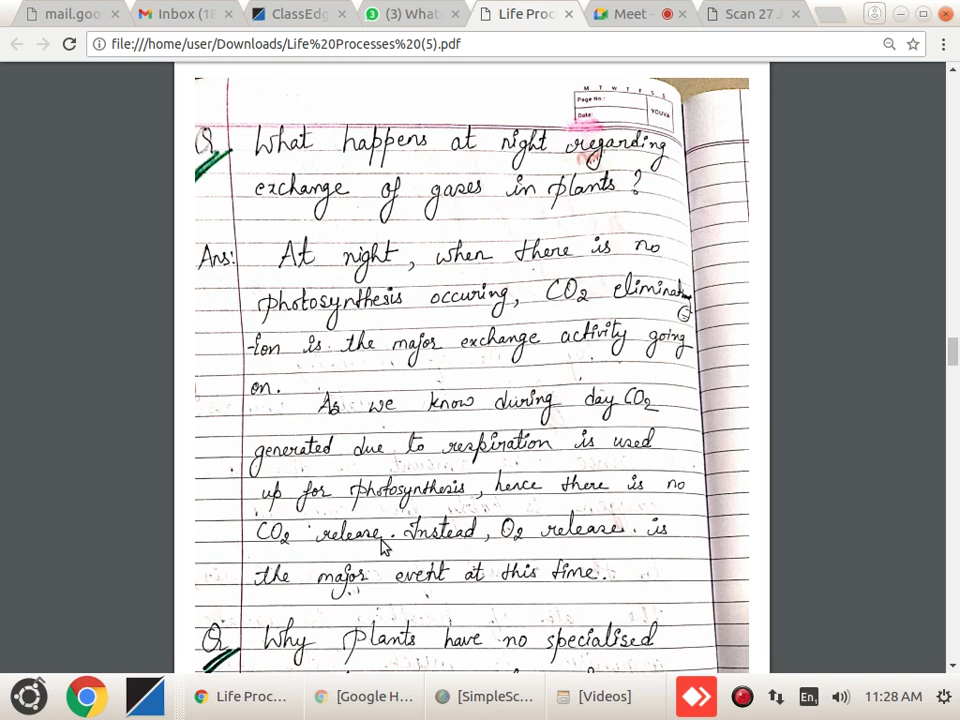 mail.goo
Inbox (18
ClassEdg
(3) What
Life Proc
Meet -
Scan 27 J
file:///home/user/Downloads/Life%20Processes%20(5).pdf
M T W T F S S
Page No.:
Date:
YOUVA
Q What happens at night regarding
exchange of gases in plants?
Ans: At night, when there is no
photosynthesis occuring, CO2 eliminat
-ion is the major exchange activity going
on.
As we know during day CO2
generated due to respiration is used
up for photosynthesis, hence there is no
CO2 release. Instead, O2 release. is
the major event at this time.
Q Why plants have no specialised
Life Proc...
[Google H...
[SimpleSc...
[Videos]
En
11:28 AM